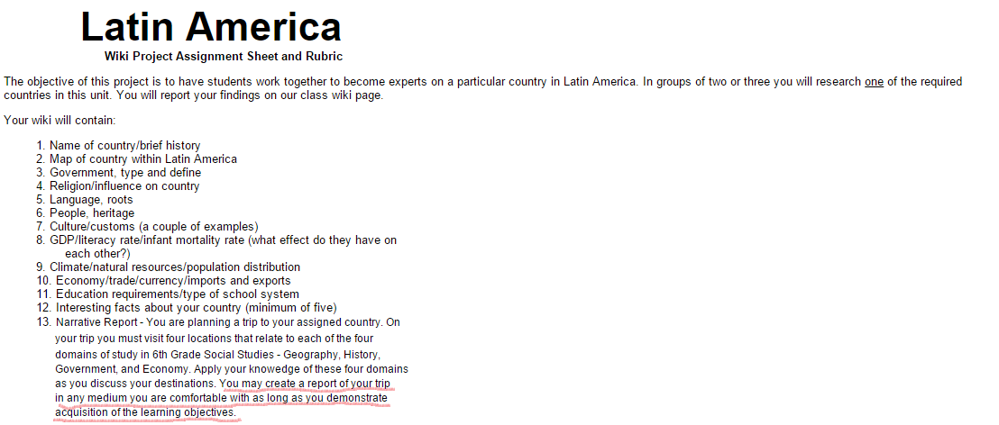 Latin America
Wiki Project Assignment Sheet and Rubric
The objective of this project is to have students work together to become experts on a particular country in Latin America. In groups of two or three you will research one of the required
countries in this unit. You will report your findings on our class wiki page.
Your wiki will contain:
1. Name of country/brief history
2. Map of country within Latin America
3. Government, type and define
4. Religion/influence on country
5. Language, roots
6. People, heritage
7. Culture/customs (a couple of examples)
8. GDP/literacy rate/infant mortality rate (what effect do they have on
each other?)
9. Climate/natural resources/population distribution
10. Economy/trade/currency/imports and exports
11. Education requirements/type of school system
12. Interesting facts about your country (minimum of five)
13. Narrative Report - You are planning a trip to your assigned country. On
your trip you must visit four locations that relate to each of the four
domains of study in 6th Grade Social Studies - Geography, History,
Government, and Economy. Apply your knowedge of these four domains
as you discuss your destinations. You may create a report of your trip
in any medium you are comfortable with as long as you demonstrate
acquisition of the learning objectives.